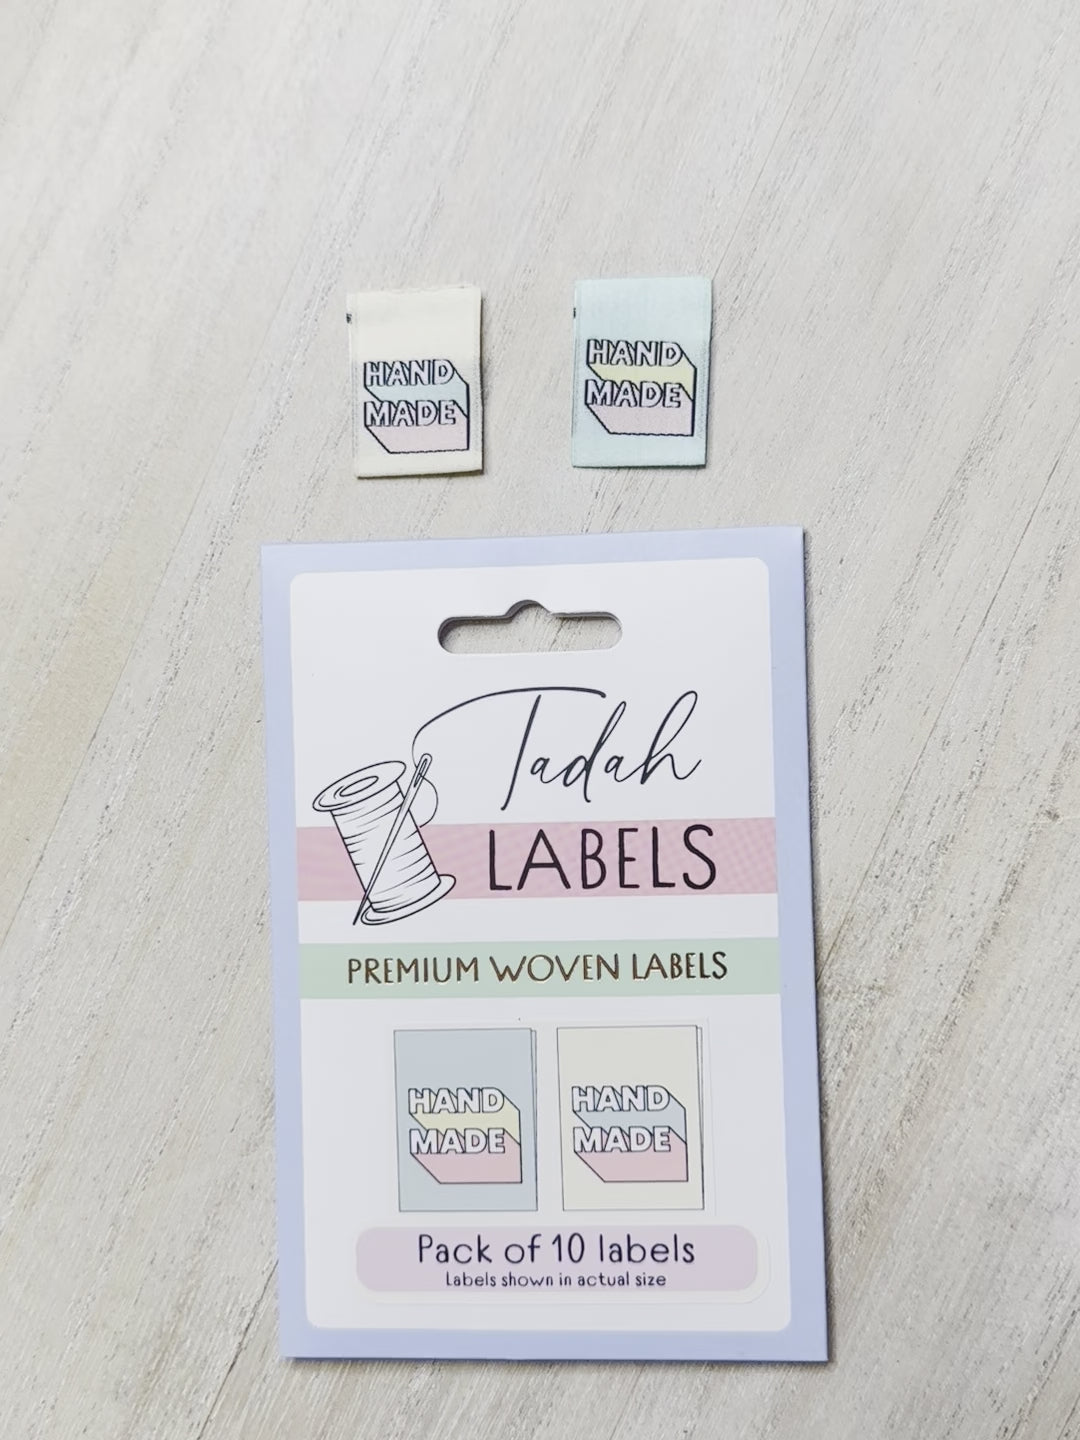 HAND
MADE
HAND
MADE
Tadah
LABELS
PREMIUM WOVEN LABELS
HAND
MADE
HAND
MADE
Pack of 10 labels
Labels shown in actual size